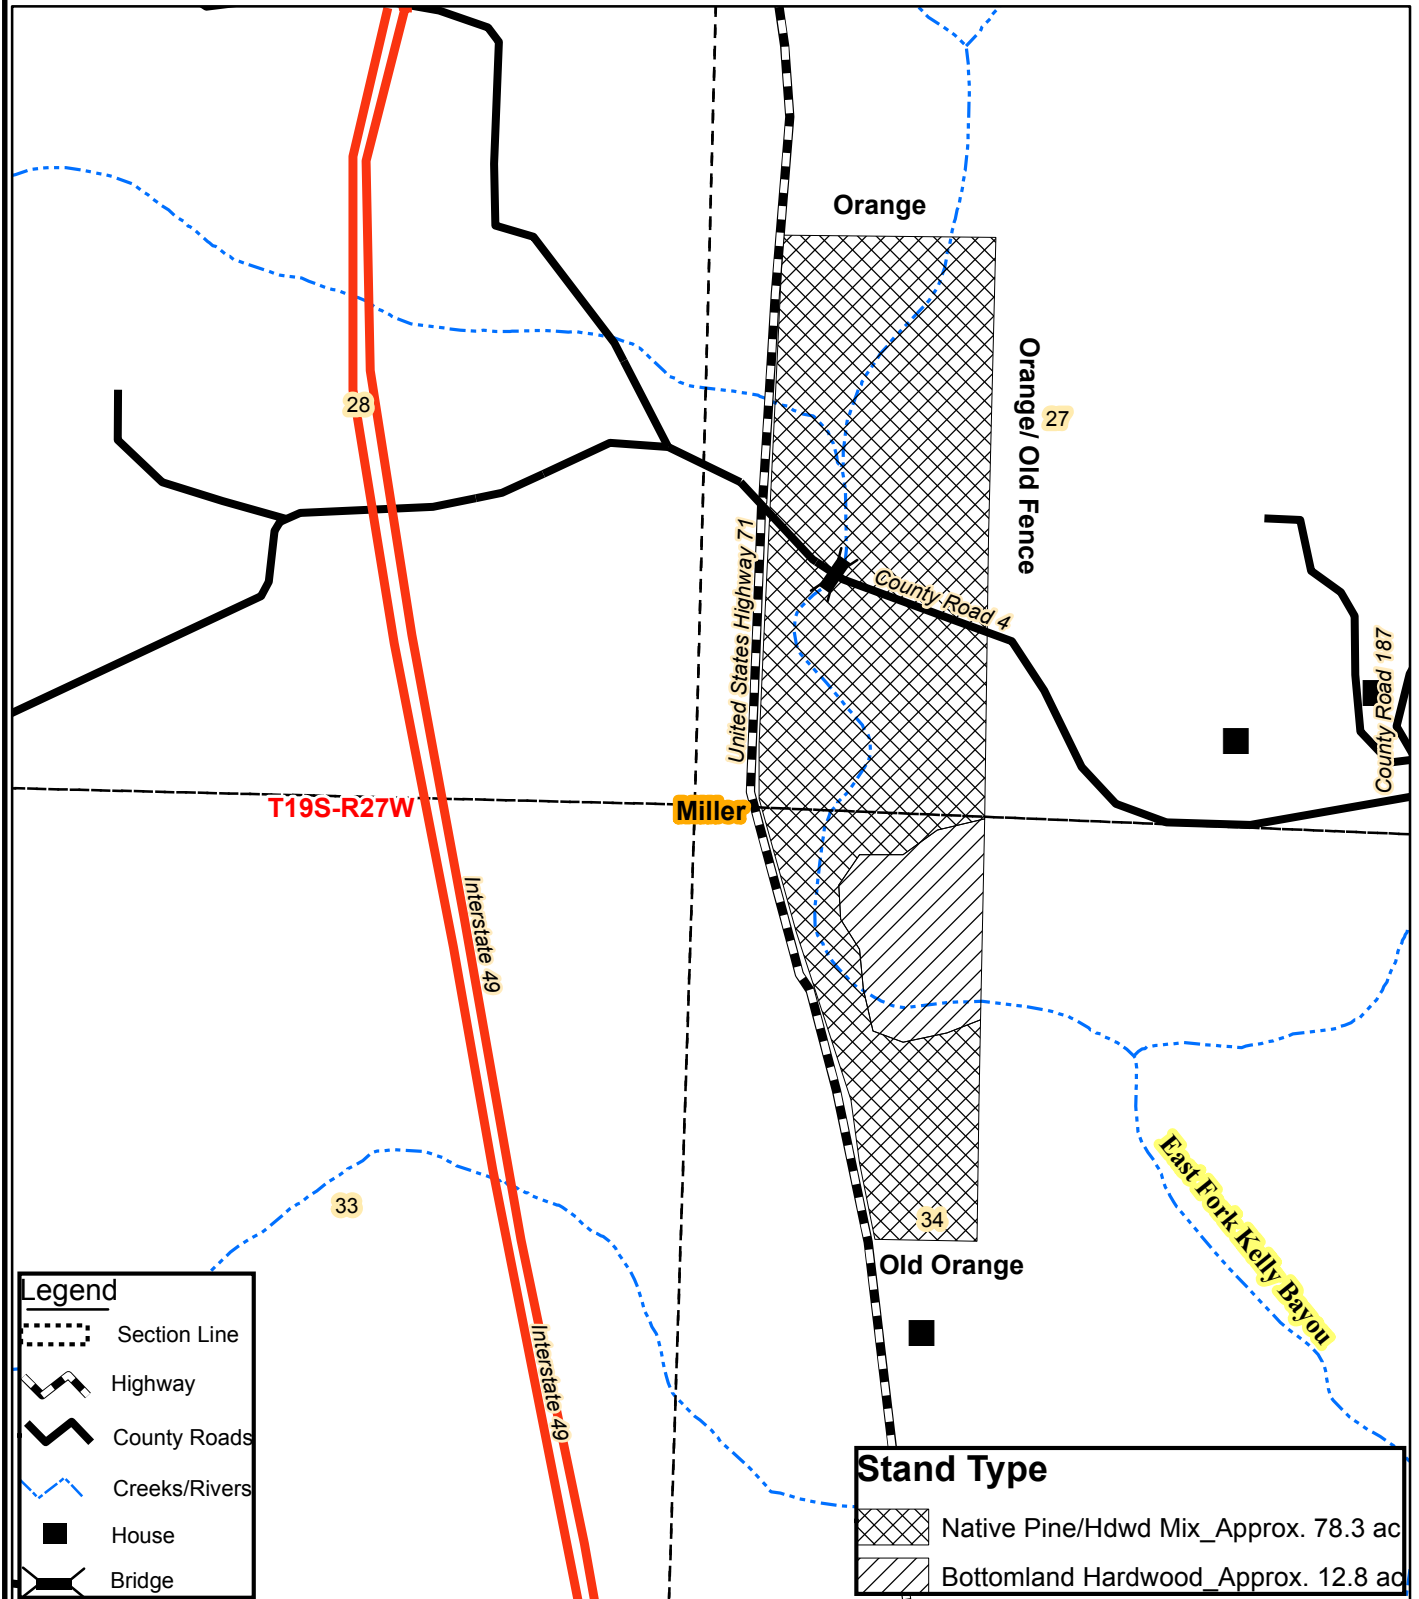 Orange
Orange/ Old Fence
28
27
United States Highway 71
County Road 4
County Road 187
T19S-R27W
Miller
Interstate 49
33
34
East Fork Kelly Bayou
Old Orange
Interstate 49
Legend
Section Line
Highway
County Roads
Creeks/Rivers
House
Bridge
Stand Type
Native Pine/Hdwd Mix_Approx. 78.3 ac
Bottomland Hardwood_Approx. 12.8 ac